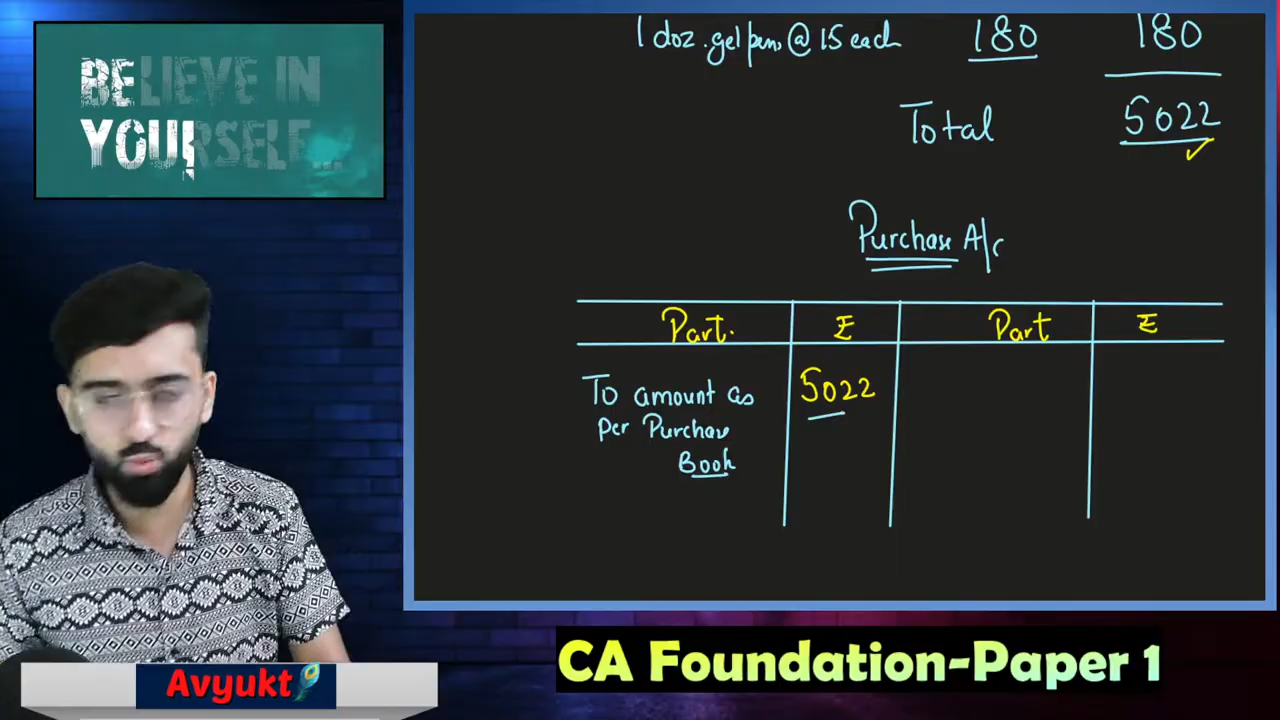 BELIEVE IN
YOURSELF...
1 doz. gel pens @ 15 each 180 180
Total 5022
Purchase A/c
Part. ₹ Part ₹
To amount as 5022
per Purchase
Book
CA Foundation-Paper 1
Avyukt